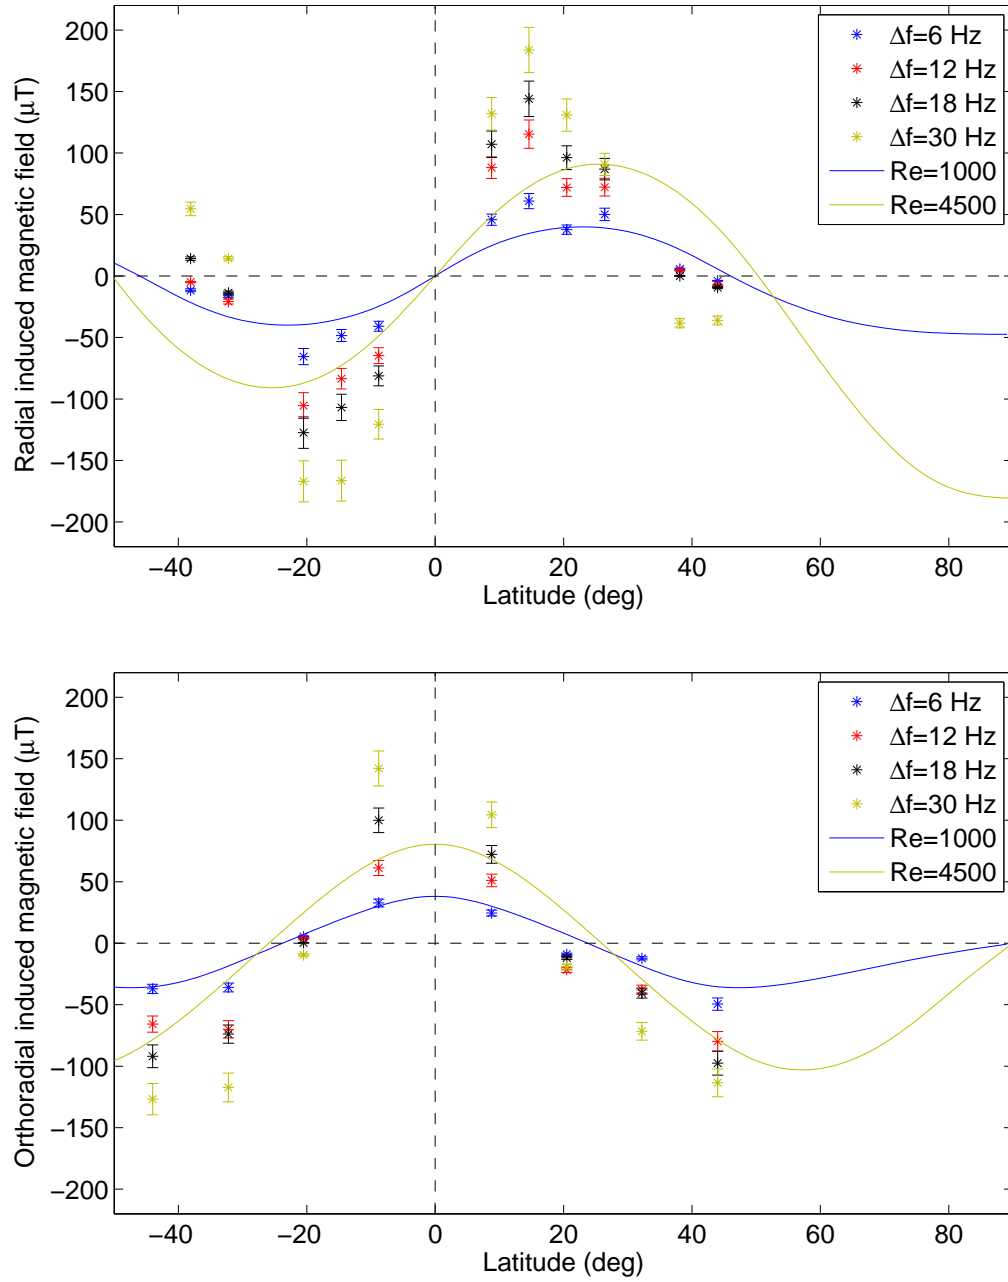 200
150
100
50
0
−50
−100
−150
−200
Radial induced magnetic field (μT)
−40
−20
0
20
40
60
80
Latitude (deg)
Δf=6 Hz
Δf=12 Hz
Δf=18 Hz
Δf=30 Hz
Re=1000
Re=4500
200
150
100
50
0
−50
−100
−150
−200
Orthoradial induced magnetic field (μT)
−40
−20
0
20
40
60
80
Latitude (deg)
Δf=6 Hz
Δf=12 Hz
Δf=18 Hz
Δf=30 Hz
Re=1000
Re=4500